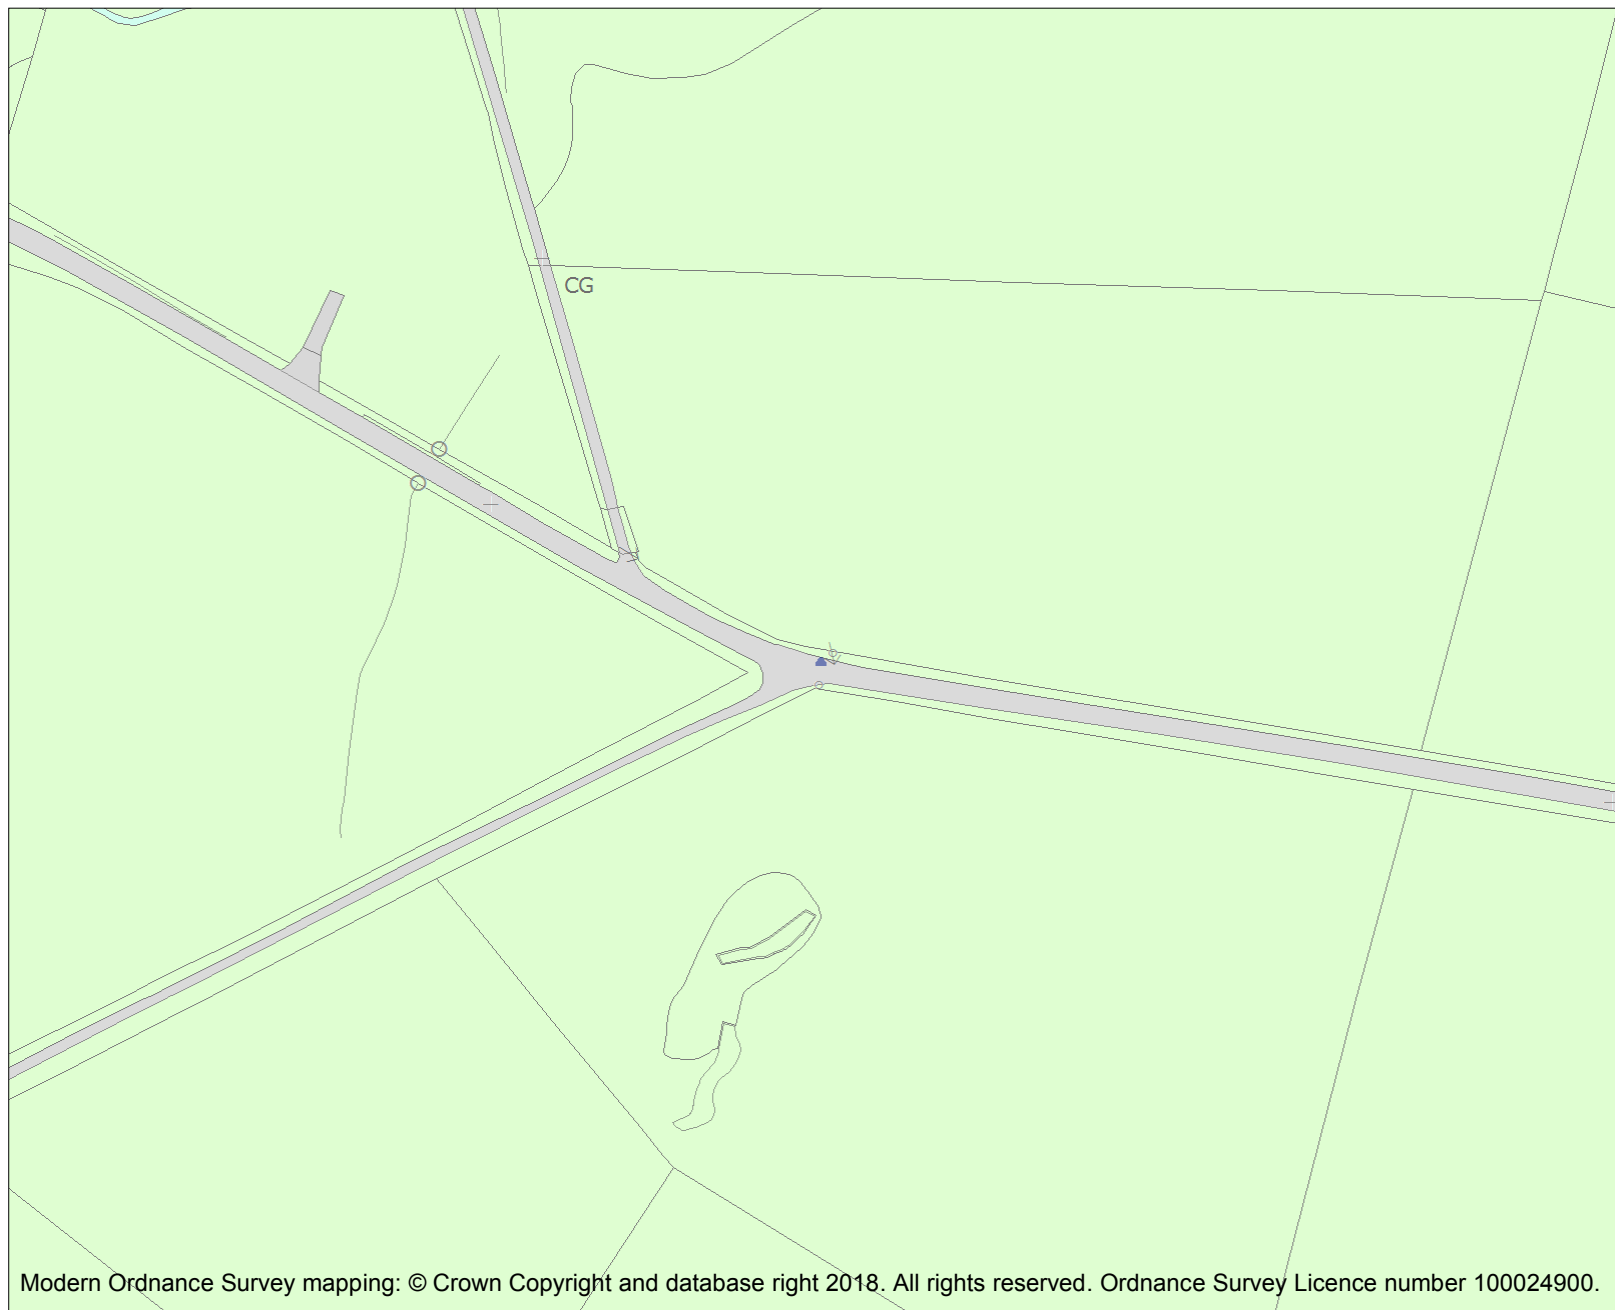 CG
Modern Ordnance Survey mapping: © Crown Copyright and database right 2018. All rights reserved. Ordnance Survey Licence number 100024900.